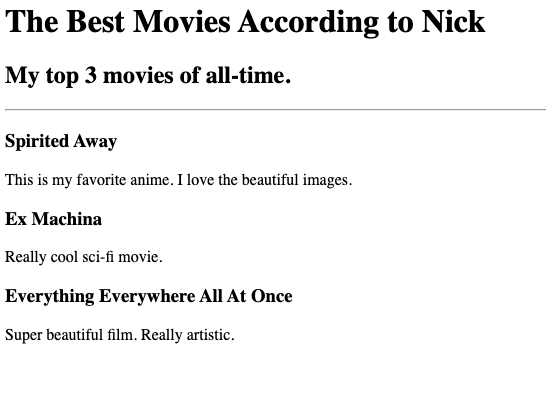 The Best Movies According to Nick
My top 3 movies of all-time.
Spirited Away
This is my favorite anime. I love the beautiful images.
Ex Machina
Really cool sci-fi movie.
Everything Everywhere All At Once
Super beautiful film. Really artistic.